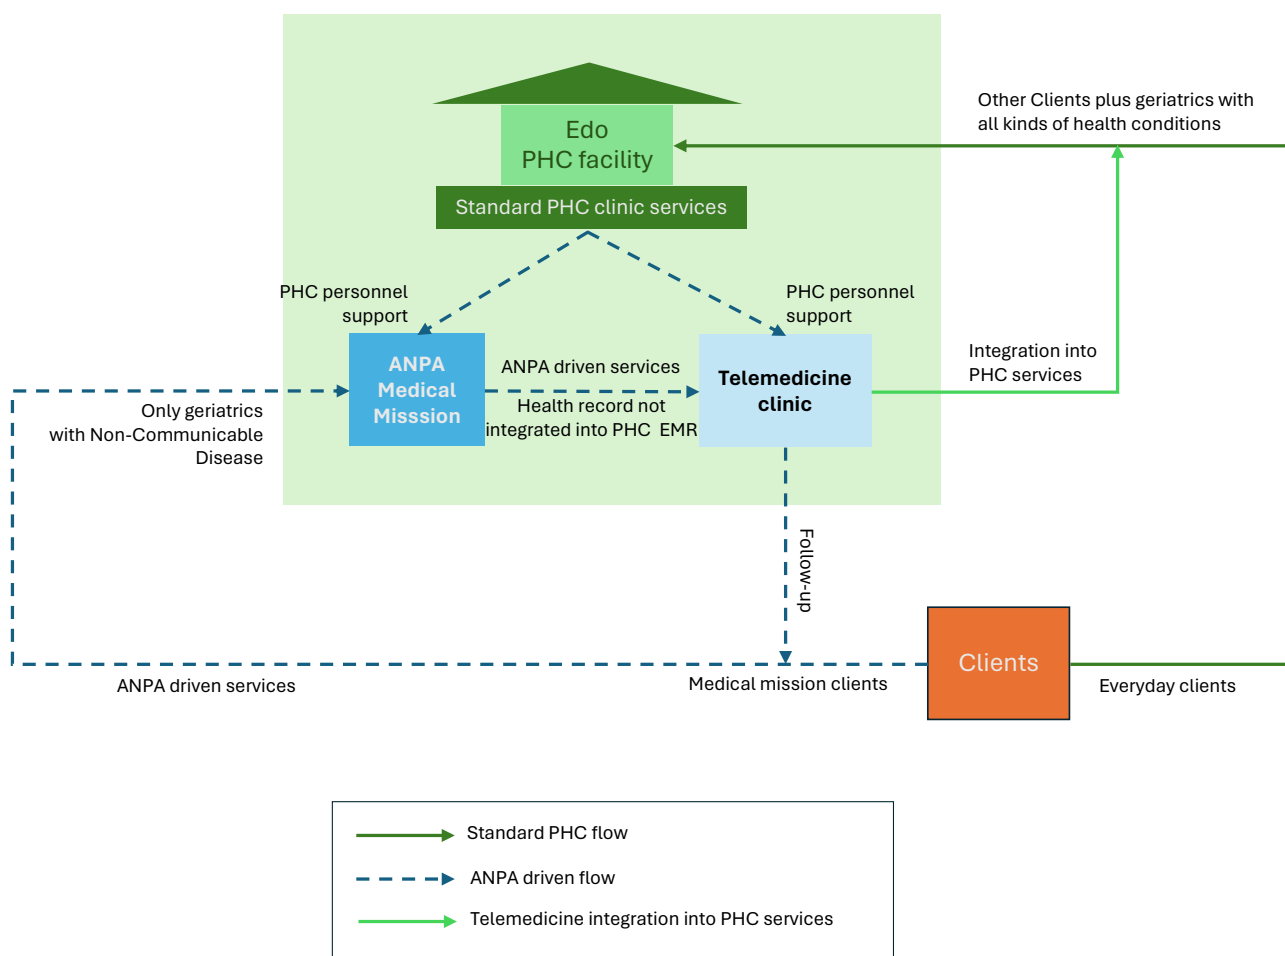 Edo
PHC facility
Standard PHC clinic services
Other Clients plus geriatrics with
all kinds of health conditions
PHC personnel
support
PHC personnel
support
ANPA
Medical
Misssion
ANPA driven services
Health record not
integrated into PHC EMR
Telemedicine
clinic
Integration into
PHC services
Only geriatrics
with Non-Communicable
Disease
Follow-up
Clients
ANPA driven services
Medical mission clients
Everyday clients
Standard PHC flow
ANPA driven flow
Telemedicine integration into PHC services